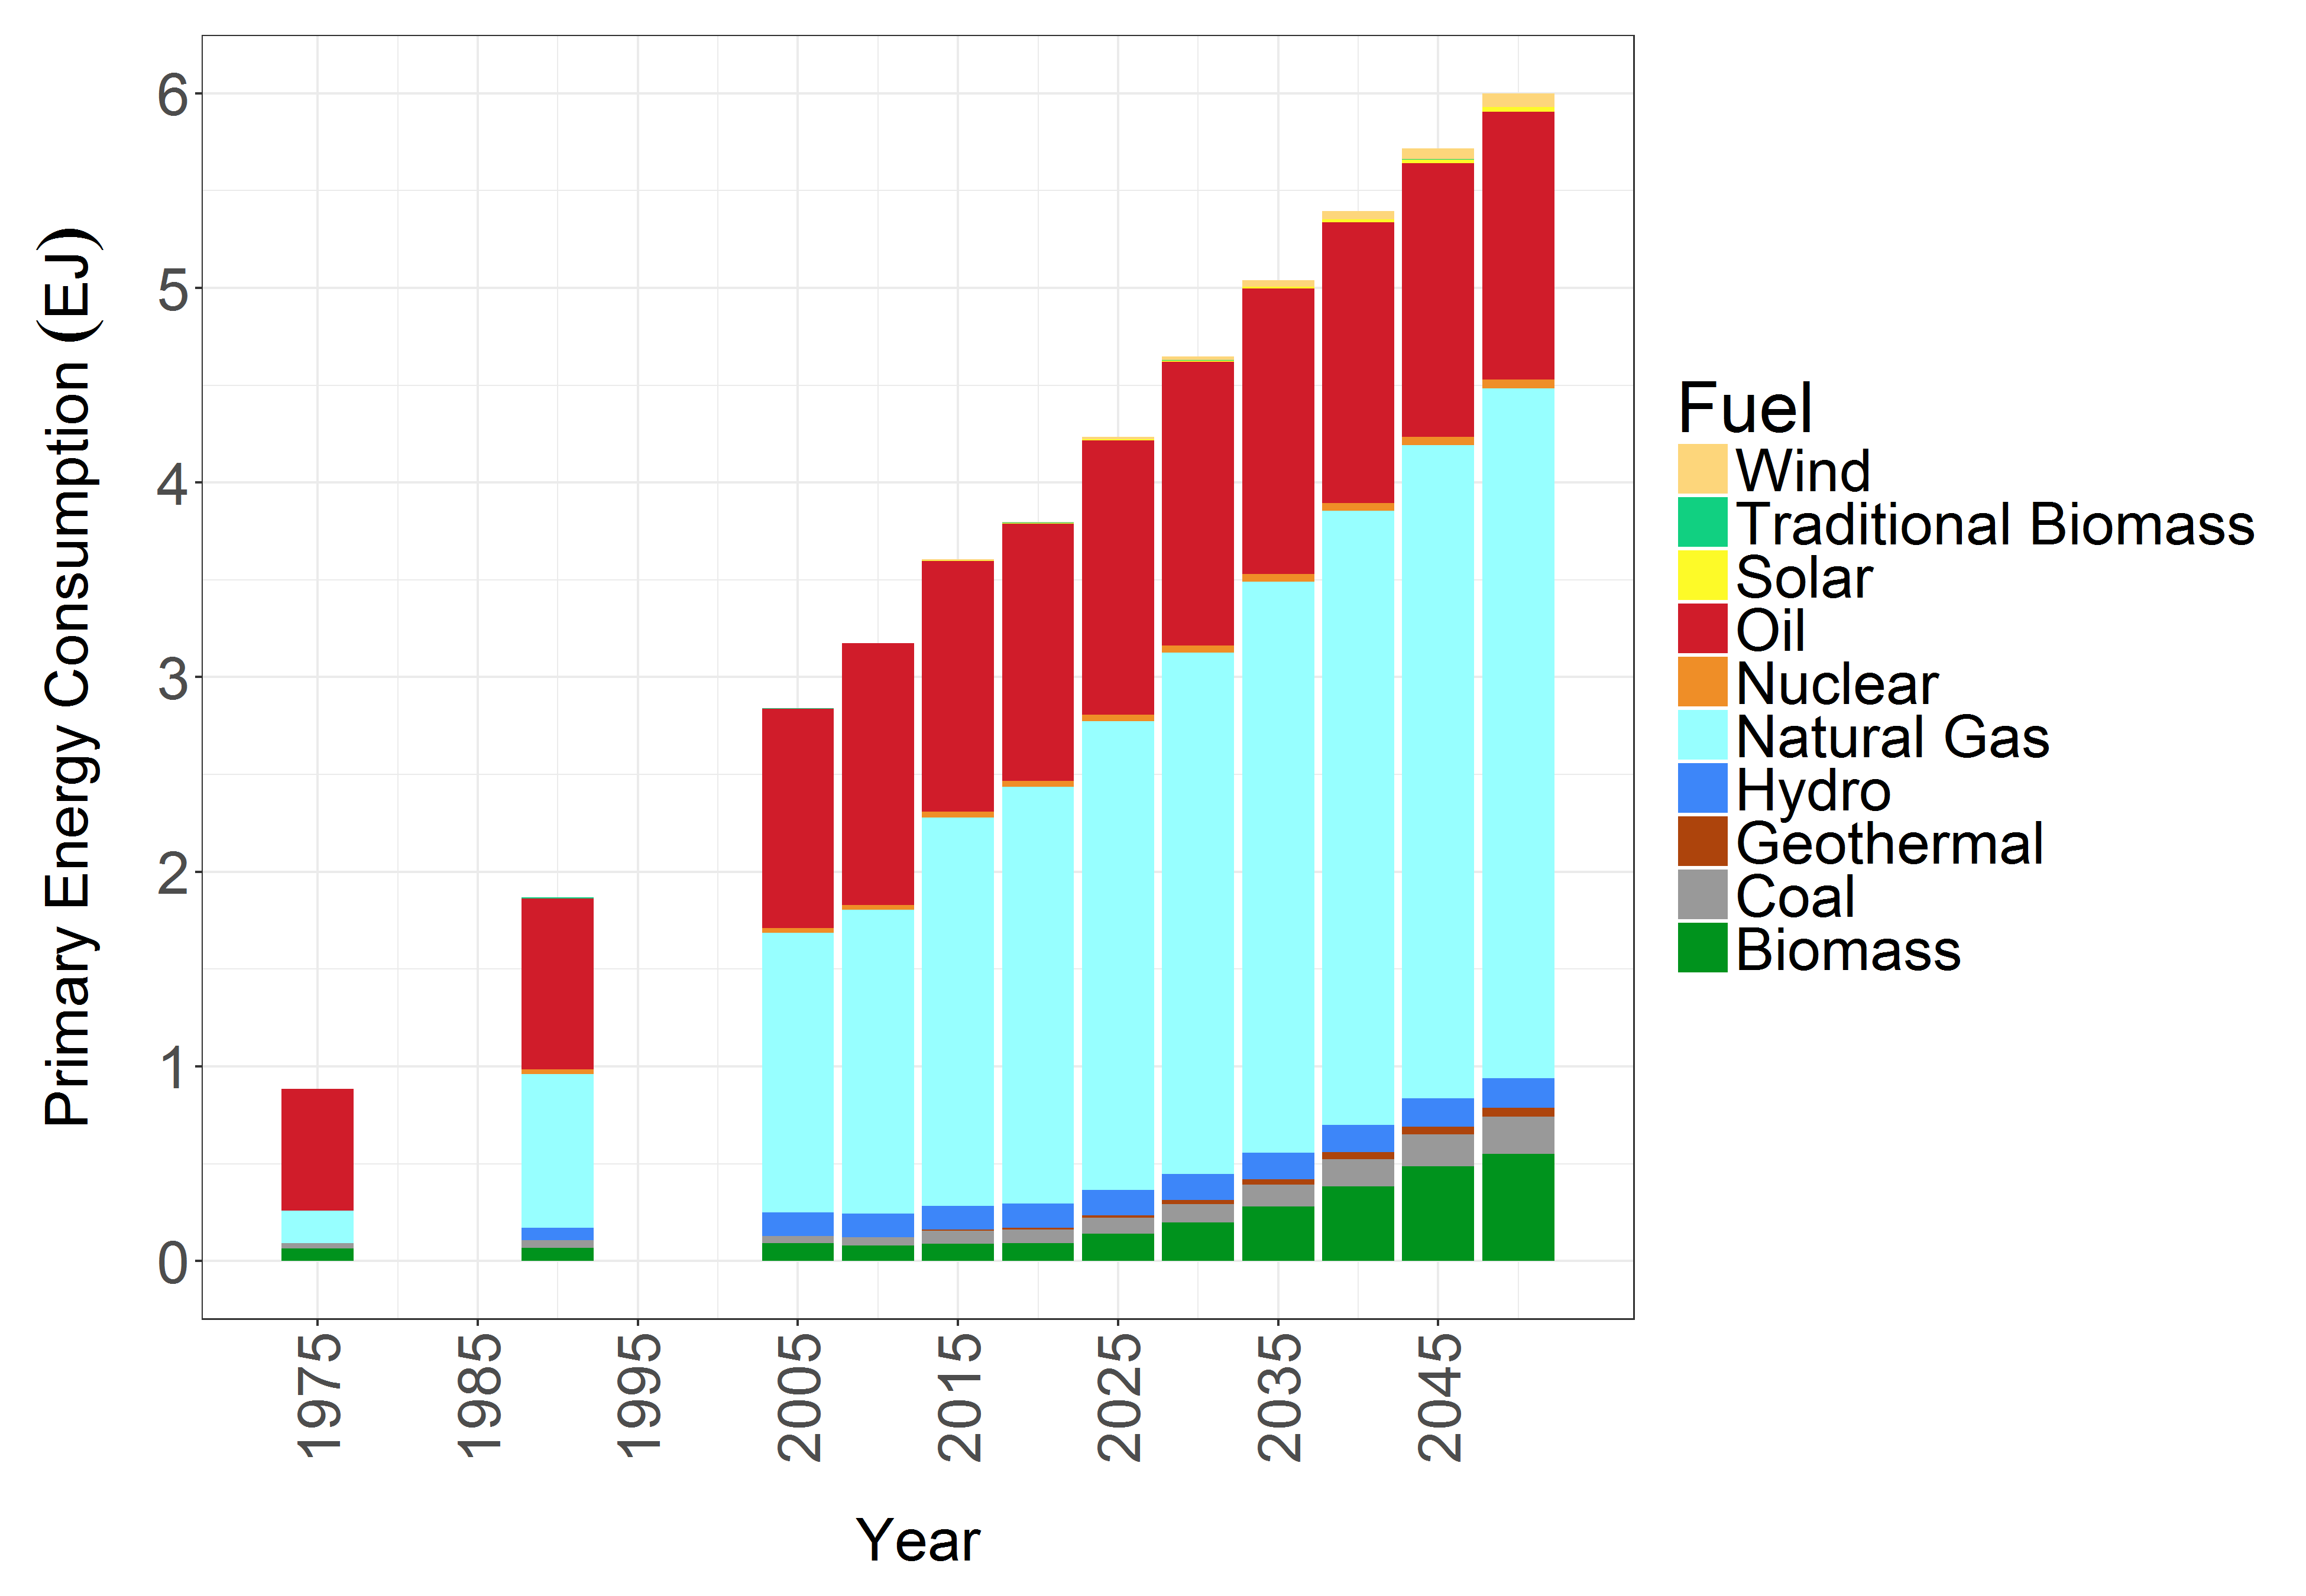 Primary Energy Consumption (EJ)
6
5
4
3
2
1
0
1975
1985
1995
2005
2015
2025
2035
2045
Year
Fuel
Wind
Traditional Biomass
Solar
Oil
Nuclear
Natural Gas
Hydro
Geothermal
Coal
Biomass